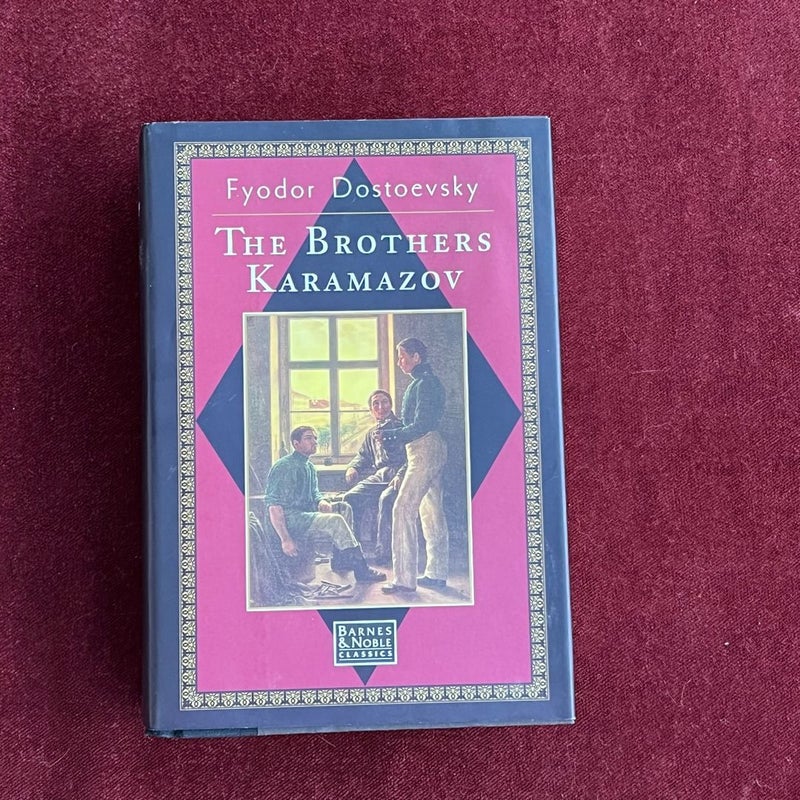 Fyodor Dostoevsky
THE BROTHERS
KARAMAZOV
BARNES
& NOBLE
CLASSICS